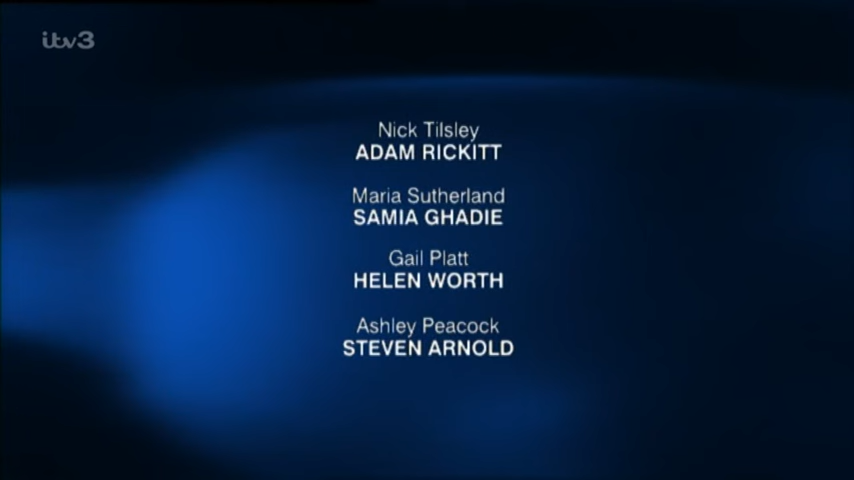 itv3
Nick Tilsley
ADAM RICKITT
Maria Sutherland
SAMIA GHADIE
Gail Platt
HELEN WORTH
Ashley Peacock
STEVEN ARNOLD